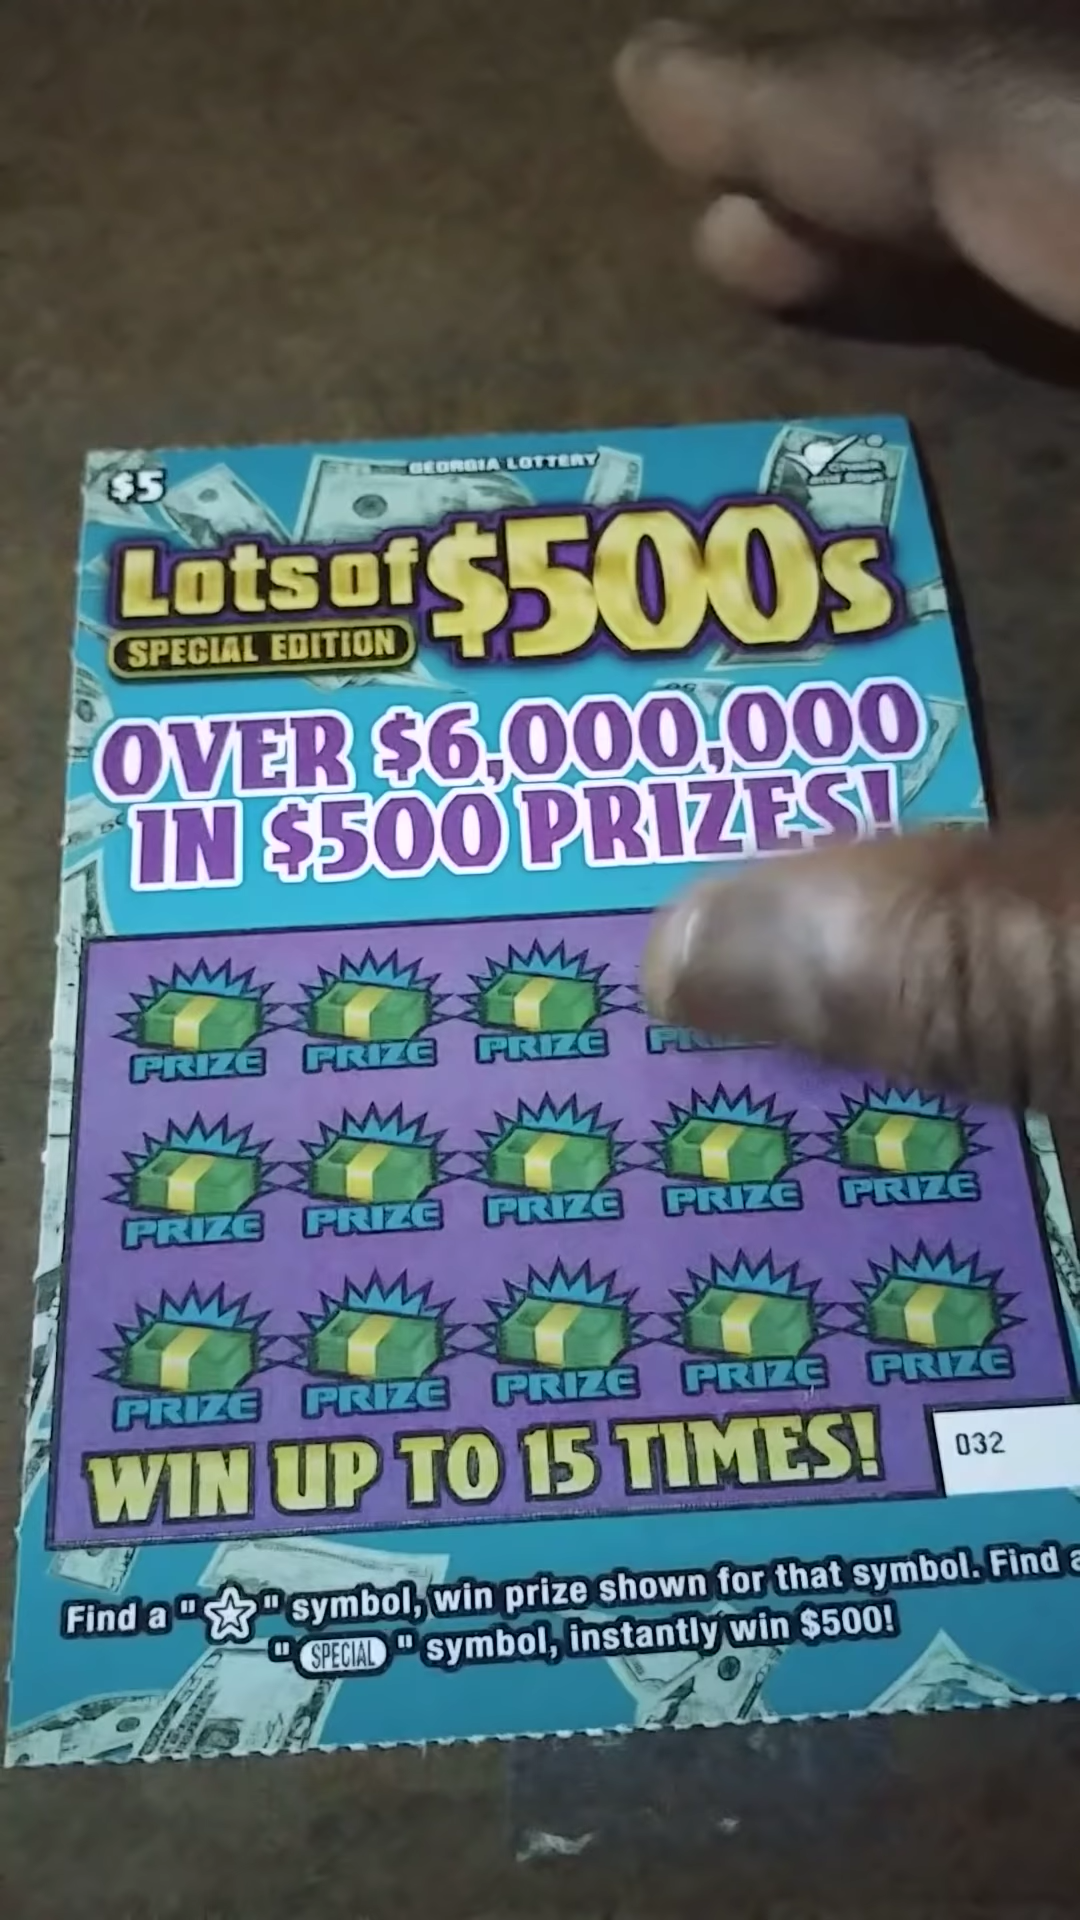 GEORGIA LOTTERY
$5
Lots of $500s
SPECIAL EDITION
OVER $6,000,000
IN $500 PRIZES!
PRIZE PRIZE PRIZE
PRIZE PRIZE PRIZE PRIZE PRIZE
PRIZE PRIZE PRIZE PRIZE PRIZE
WIN UP TO 15 TIMES!
032
Find a "☆" symbol, win prize shown for that symbol. Find a
"SPECIAL" symbol, instantly win $500!